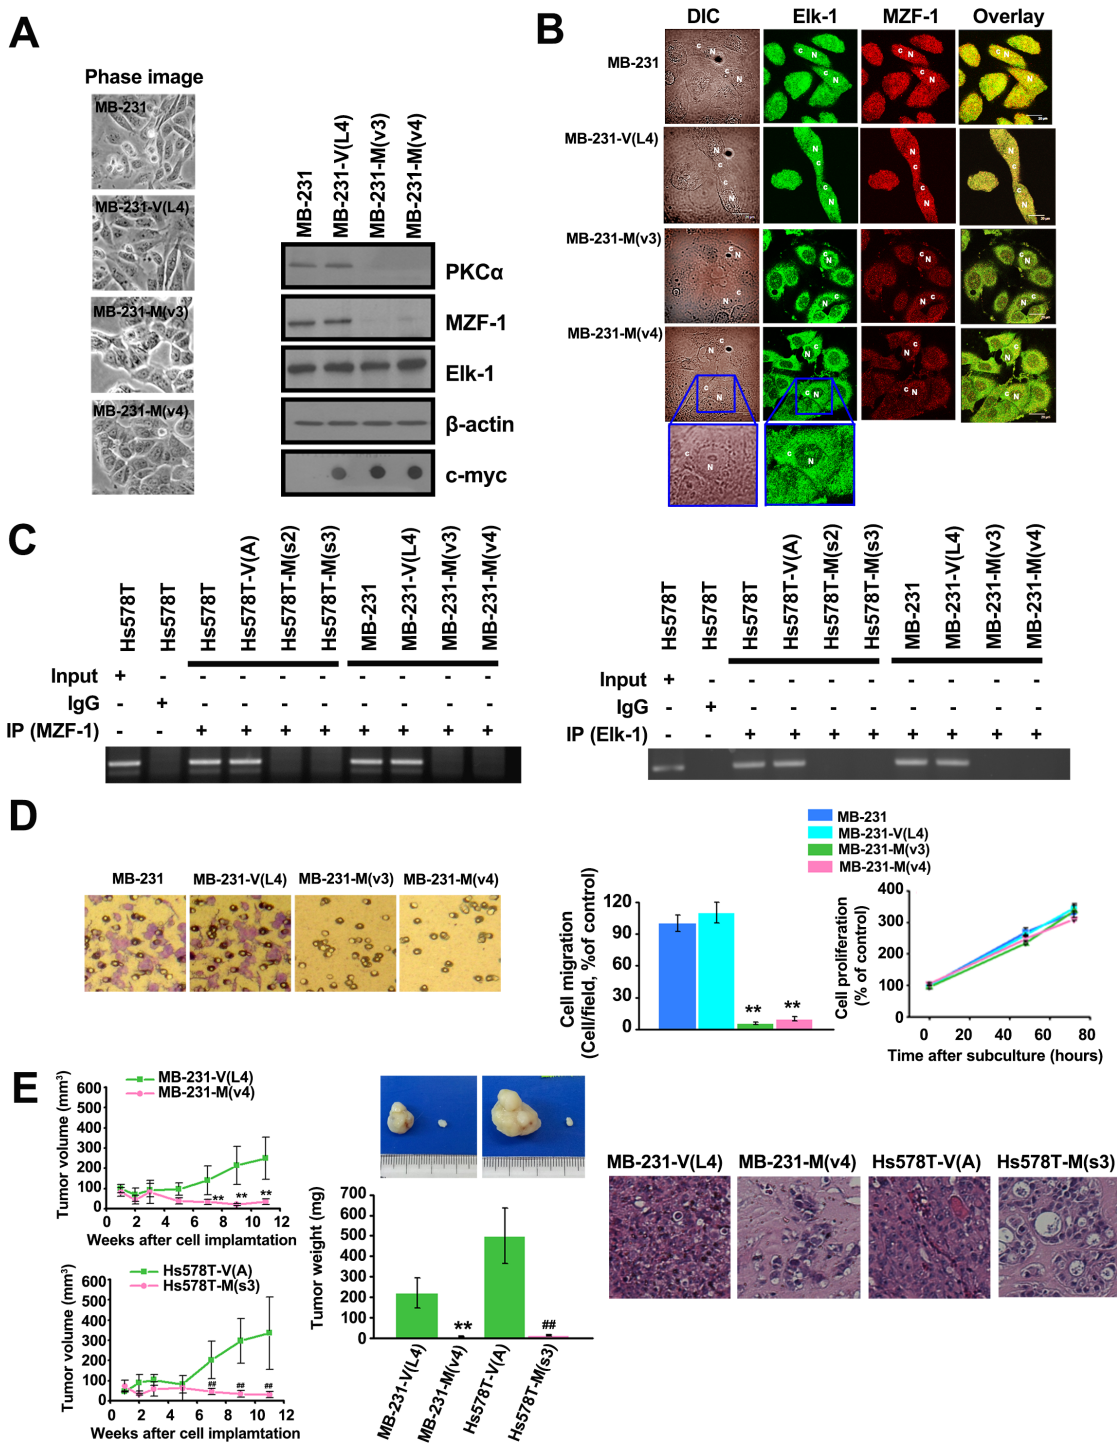 A
Phase image
MB-231
MB-231-V(L4)
MB-231-M(v3)
MB-231-M(v4)
MB-231
MB-231-V(L4)
MB-231-M(v3)
MB-231-M(v4)
PKCα
MZF-1
Elk-1
β-actin
c-myc
B
DIC Elk-1 MZF-1 Overlay
MB-231
c N c N
c N c N
c N c N
MB-231-V(L4)
N c c N
N c c N
N c c N
MB-231-M(v3)
c N c N
c N c N
c N c N
MB-231-M(v4)
c N c N
c N c N
c N
c N
c N
C
Hs578T
Hs578T
Hs578T
Hs578T-V(A)
Hs578T-M(s2)
Hs578T-M(s3)
MB-231
MB-231-V(L4)
MB-231-M(v3)
MB-231-M(v4)
Input + - - - - - - - - -
IgG - + - - - - - - - -
IP (MZF-1) - - + + + + + + + +
Hs578T
Hs578T
Hs578T
Hs578T-V(A)
Hs578T-M(s2)
Hs578T-M(s3)
MB-231
MB-231-V(L4)
MB-231-M(v3)
MB-231-M(v4)
Input + - - - - - - - - -
IgG - + - - - - - - - -
IP (Elk-1) - - + + + + + + + +
D
MB-231 MB-231-V(L4) MB-231-M(v3) MB-231-M(v4)
MB-231
MB-231-V(L4)
MB-231-M(v3)
MB-231-M(v4)
Cell migration
(Cell/field, %of control)
120
90
60
30
0
** **
Cell proliferation
(% of control)
400
300
200
100
0
0 20 40 60 80
Time after subculture (hours)
E
MB-231-V(L4)
MB-231-M(v4)
Tumor volume (mm³)
600
500
400
300
200
100
0
** ** **
0 2 4 6 8 10 12
Weeks after cell implamtation
Hs578T-V(A)
Hs578T-M(s3)
Tumor volume (mm³)
600
500
400
300
200
100
0
## ## ##
0 2 4 6 8 10 12
Weeks after cell implamtation
Tumor weight (mg)
700
600
500
400
300
200
100
0
** ##
MB-231-V(L4)
MB-231-M(v4)
Hs578T-V(A)
Hs578T-M(s3)
MB-231-V(L4) MB-231-M(v4) Hs578T-V(A) Hs578T-M(s3)